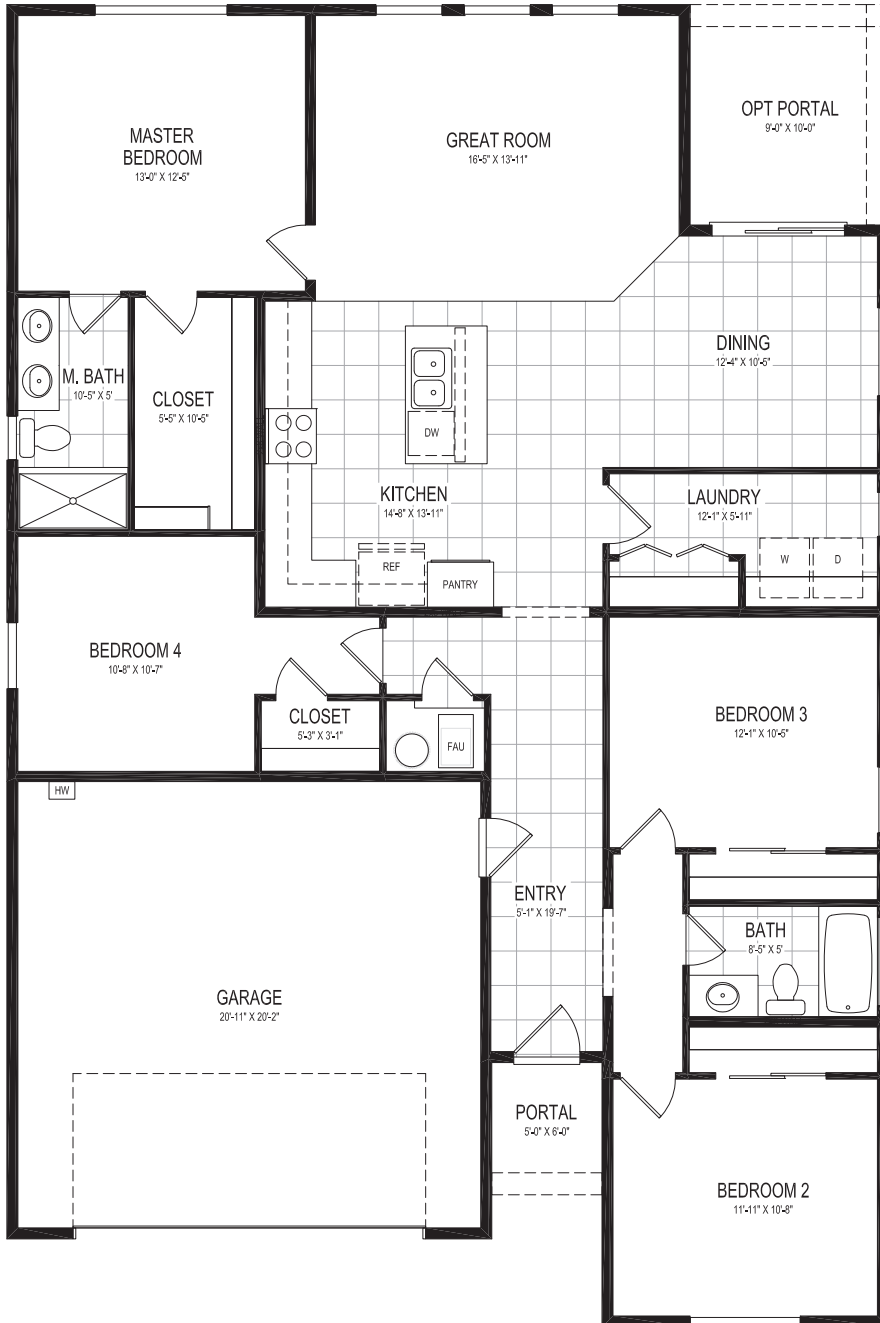 MASTER
BEDROOM
13'-0" X 12'-5"
GREAT ROOM
16'-5" X 13'-11"
OPT PORTAL
9'-0" X 10'-0"
M. BATH
10'-5" X 5'
CLOSET
5'-5" X 10'-5"
DW
DINING
12'-4" X 10'-5"
KITCHEN
14'-8" X 13'-11"
REF
PANTRY
LAUNDRY
12'-1" X 5'-11"
W
D
BEDROOM 4
10'-8" X 10'-7"
CLOSET
5'-3" X 3'-1"
FAU
BEDROOM 3
12'-1" X 10'-5"
HW
ENTRY
5'-1" X 19'-7"
BATH
8'-5" X 5'
GARAGE
20'-11" X 20'-2"
PORTAL
5'-0" X 6'-0"
BEDROOM 2
11'-11" X 10'-8"